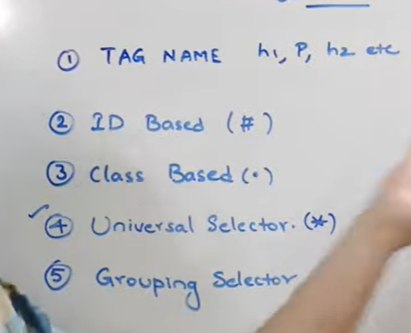 ① TAG NAME h1, P, h2 etc
② ID Based (#)
③ Class Based (•)
✓④ Universal Selector. (*)
⑤ Grouping Selector